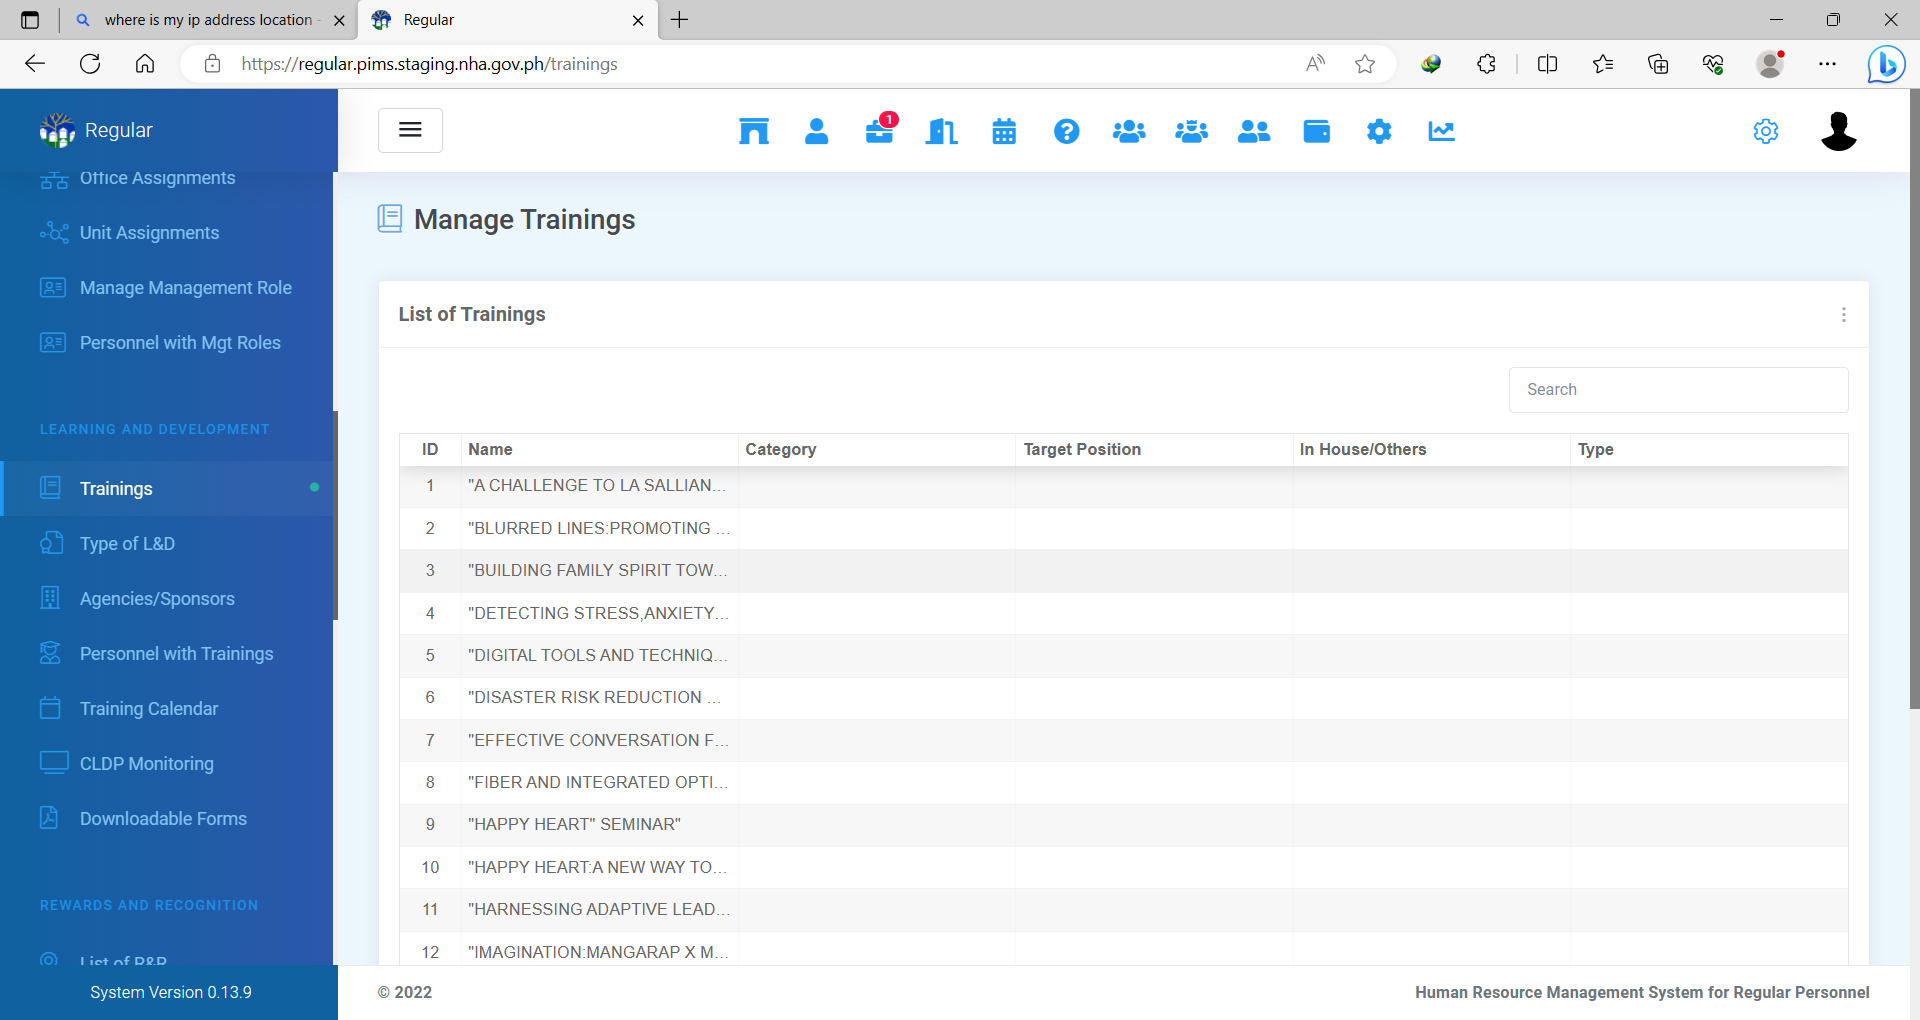 where is my ip address location
Regular
https://regular.pims.staging.nha.gov.ph/trainings
Regular
1
Office Assignments
Unit Assignments
Manage Management Role
Personnel with Mgt Roles
LEARNING AND DEVELOPMENT
Trainings
Type of L&D
Agencies/Sponsors
Personnel with Trainings
Training Calendar
CLDP Monitoring
Downloadable Forms
REWARDS AND RECOGNITION
List of R&R
System Version 0.13.9
Manage Trainings
List of Trainings
Search
ID Name Category Target Position In House/Others Type
1 "A CHALLENGE TO LA SALLIAN...
2 "BLURRED LINES:PROMOTING ...
3 "BUILDING FAMILY SPIRIT TOW...
4 "DETECTING STRESS,ANXIETY...
5 "DIGITAL TOOLS AND TECHNIQ...
6 "DISASTER RISK REDUCTION ...
7 "EFFECTIVE CONVERSATION F...
8 "FIBER AND INTEGRATED OPTI...
9 "HAPPY HEART" SEMINAR"
10 "HAPPY HEART:A NEW WAY TO...
11 "HARNESSING ADAPTIVE LEAD...
12 "IMAGINATION:MANGARAP X M...
© 2022
Human Resource Management System for Regular Personnel